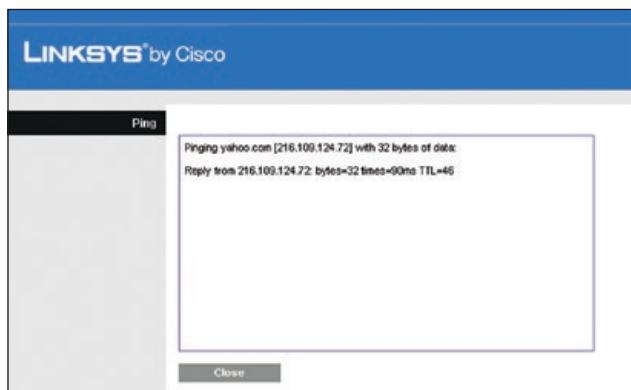 LINKSYS® by Cisco
Ping
Pinging yahoo.com [216.109.124.72] with 32 bytes of data:
Reply from 216.109.124.72: bytes=32 times=90ms TTL=46
Close